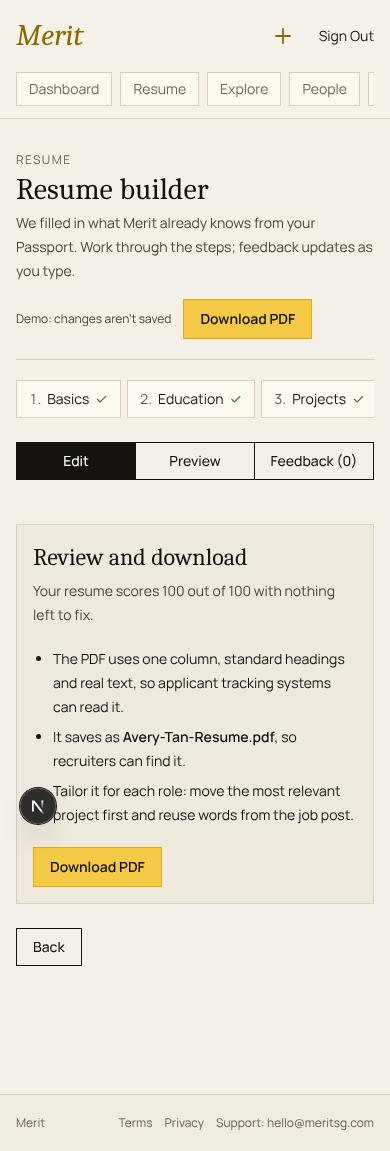 Merit
+ Sign Out
Dashboard Resume Explore People
RESUME
Resume builder
We filled in what Merit already knows from your
Passport. Work through the steps; feedback updates as
you type.
Demo: changes aren't saved Download PDF
1. Basics ✓ 2. Education ✓ 3. Projects ✓
Edit Preview Feedback (0)
Review and download
Your resume scores 100 out of 100 with nothing
left to fix.
• The PDF uses one column, standard headings
and real text, so applicant tracking systems
can read it.
• It saves as Avery-Tan-Resume.pdf, so
recruiters can find it.
Tailor it for each role: move the most relevant
N
project first and reuse words from the job post.
Download PDF
Back
Merit Terms Privacy Support: hello@meritsg.com